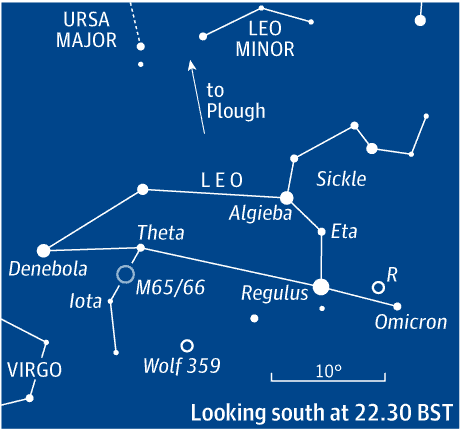 URSA
MAJOR
LEO
MINOR
to
Plough
LEO
Sickle
Algieba
Theta
Eta
Denebola
M65/66
Regulus
R
Iota
Omicron
Wolf 359
VIRGO
10°
Looking south at 22.30 BST